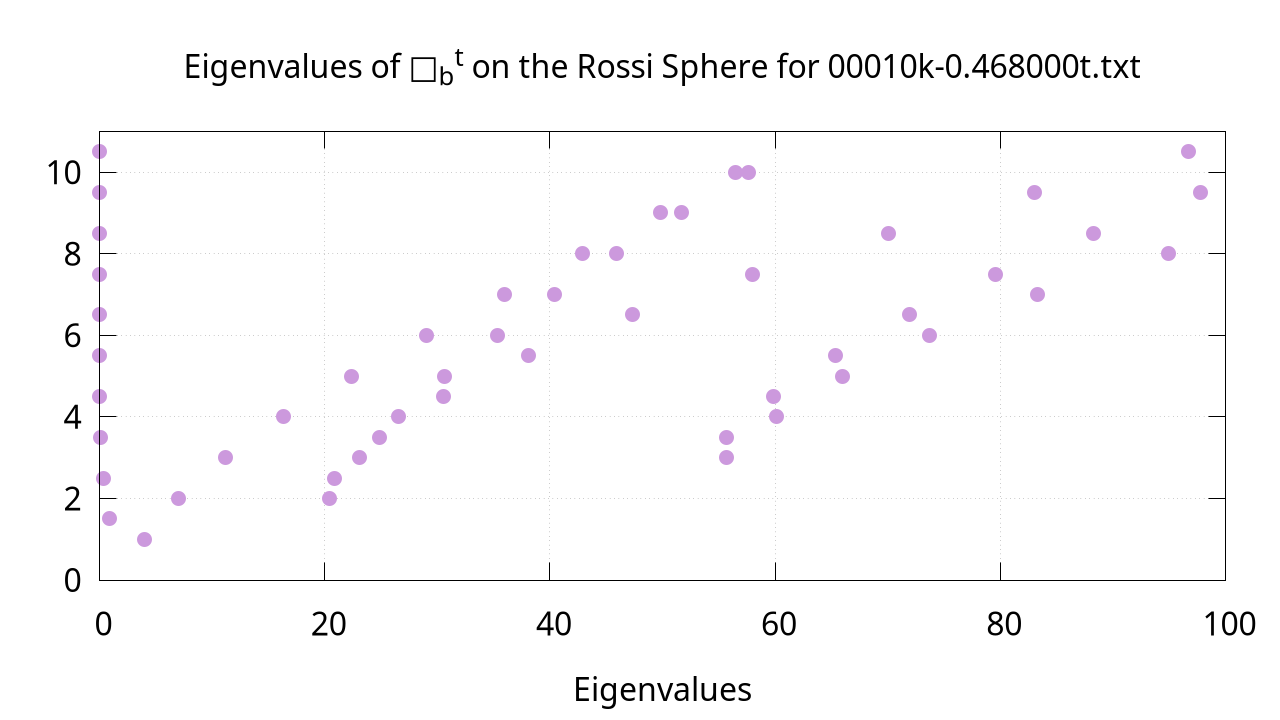 Eigenvalues of □_b^t on the Rossi Sphere for 00010k-0.468000t.txt
10
8
6
4
2
0
0 20 40 60 80 100
Eigenvalues